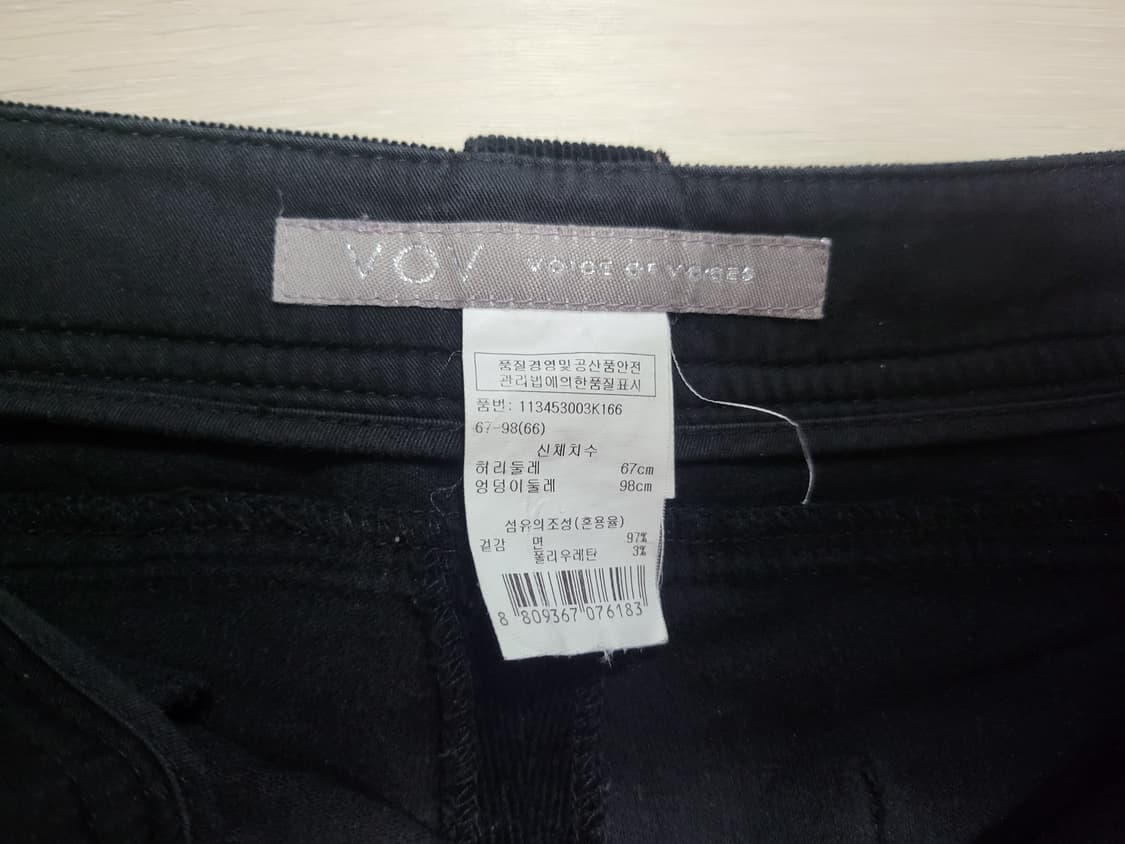 VOV VOICE OF VOICES
품질경영및공산품안전
관리법에의한품질표시
품번: 113453003K166
67-98(66)
신체치수
허리둘레 67cm
엉덩이둘레 98cm
섬유의조성(혼용율)
겉감 면 97%
폴리우레탄 3%
8 809367 076183